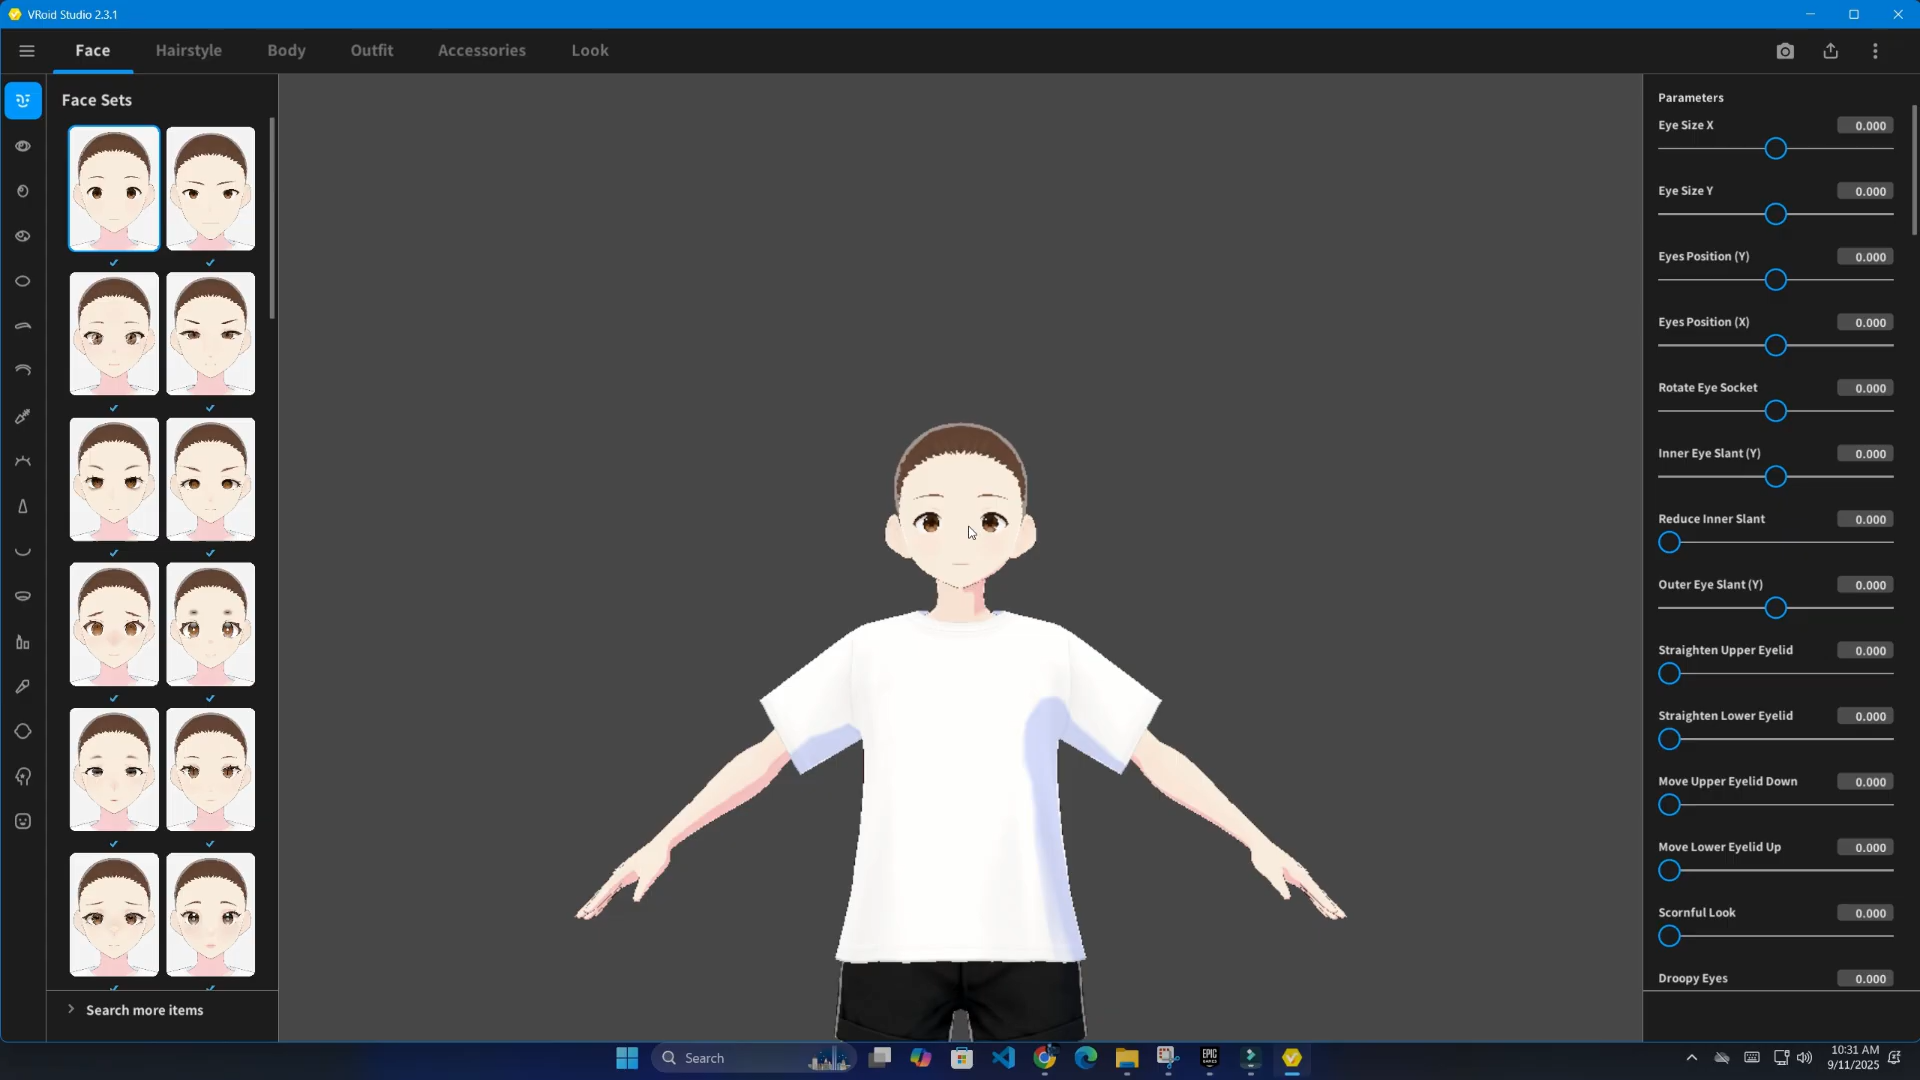 VRoid Studio 2.3.1
Face
Hairstyle
Body
Outfit
Accessories
Look
Face Sets
Search more items
Parameters
Eye Size X 0.000
Eye Size Y 0.000
Eyes Position (Y) 0.000
Eyes Position (X) 0.000
Rotate Eye Socket 0.000
Inner Eye Slant (Y) 0.000
Reduce Inner Slant 0.000
Outer Eye Slant (Y) 0.000
Straighten Upper Eyelid 0.000
Straighten Lower Eyelid 0.000
Move Upper Eyelid Down 0.000
Move Lower Eyelid Up 0.000
Scornful Look 0.000
Droopy Eyes 0.000
Search
EPIC
GAMES
10:31 AM
9/11/2025